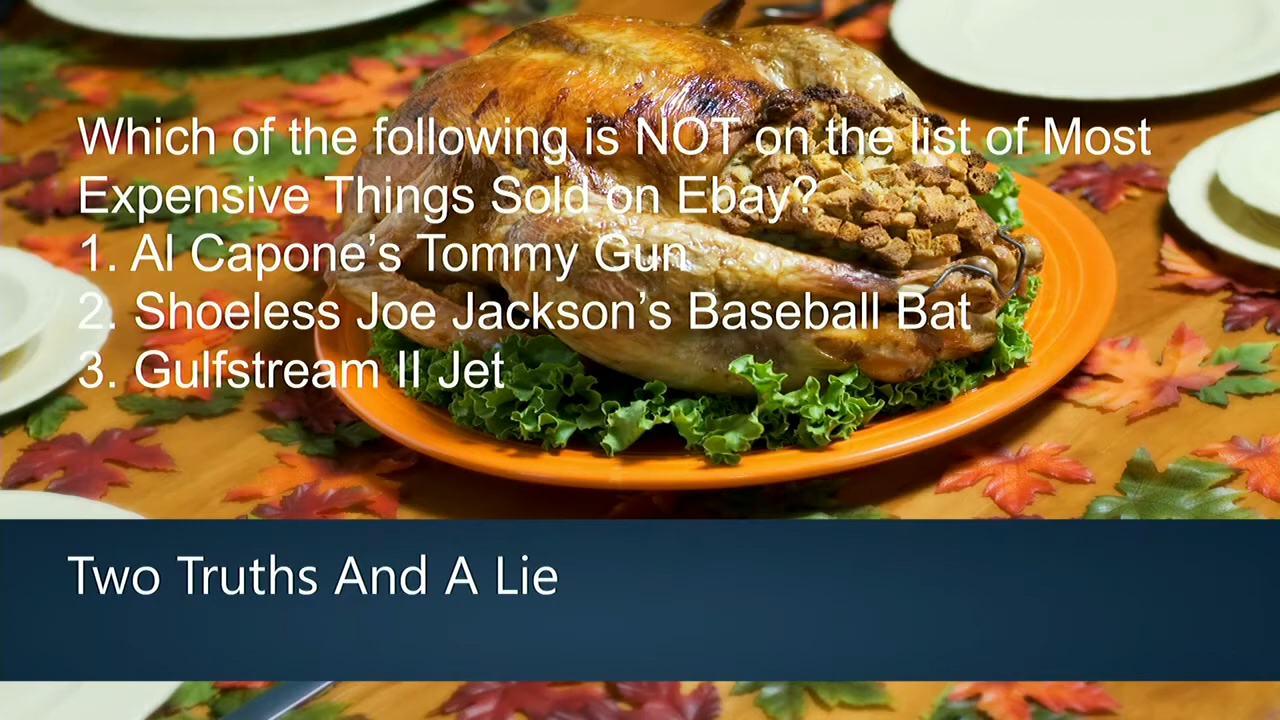 Which of the following is NOT on the list of Most
Expensive Things Sold on Ebay?
1. Al Capone’s Tommy Gun
2. Shoeless Joe Jackson’s Baseball Bat
3. Gulfstream II Jet
Two Truths And A Lie